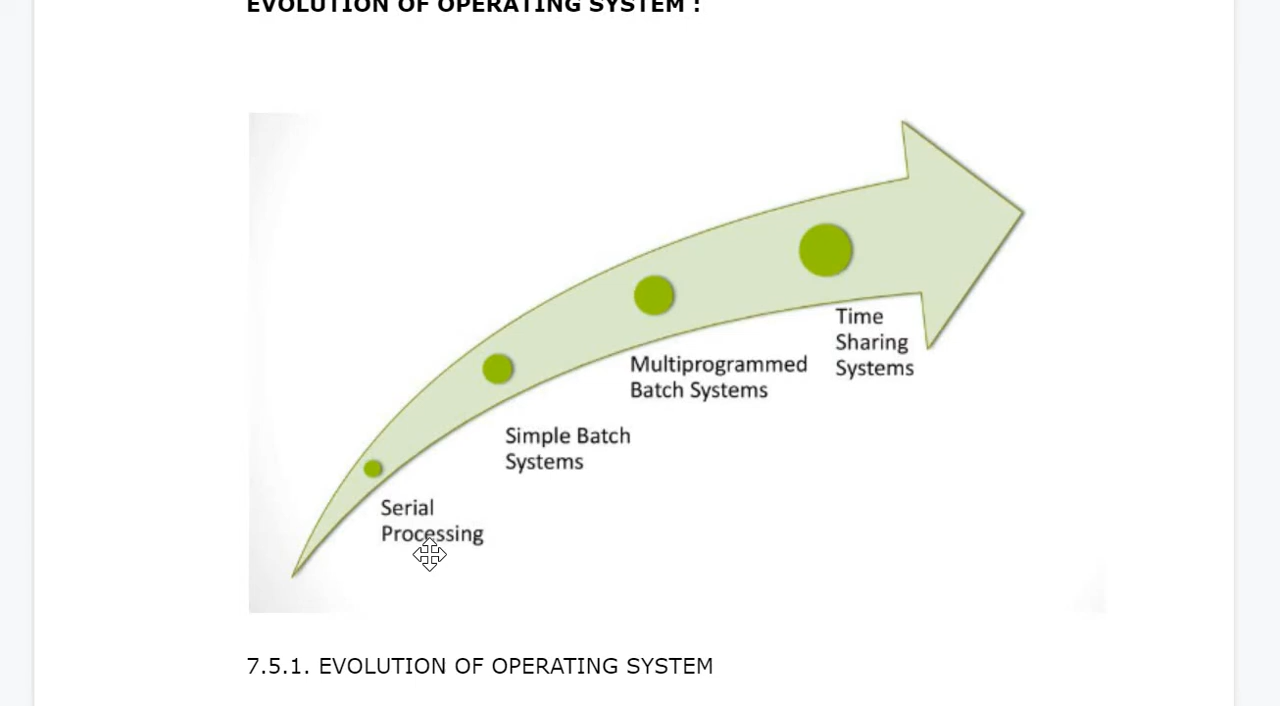 EVOLUTION OF OPERATING SYSTEM :
Time
Sharing
Systems
Multiprogrammed
Batch Systems
Simple Batch
Systems
Serial
Processing
7.5.1. EVOLUTION OF OPERATING SYSTEM